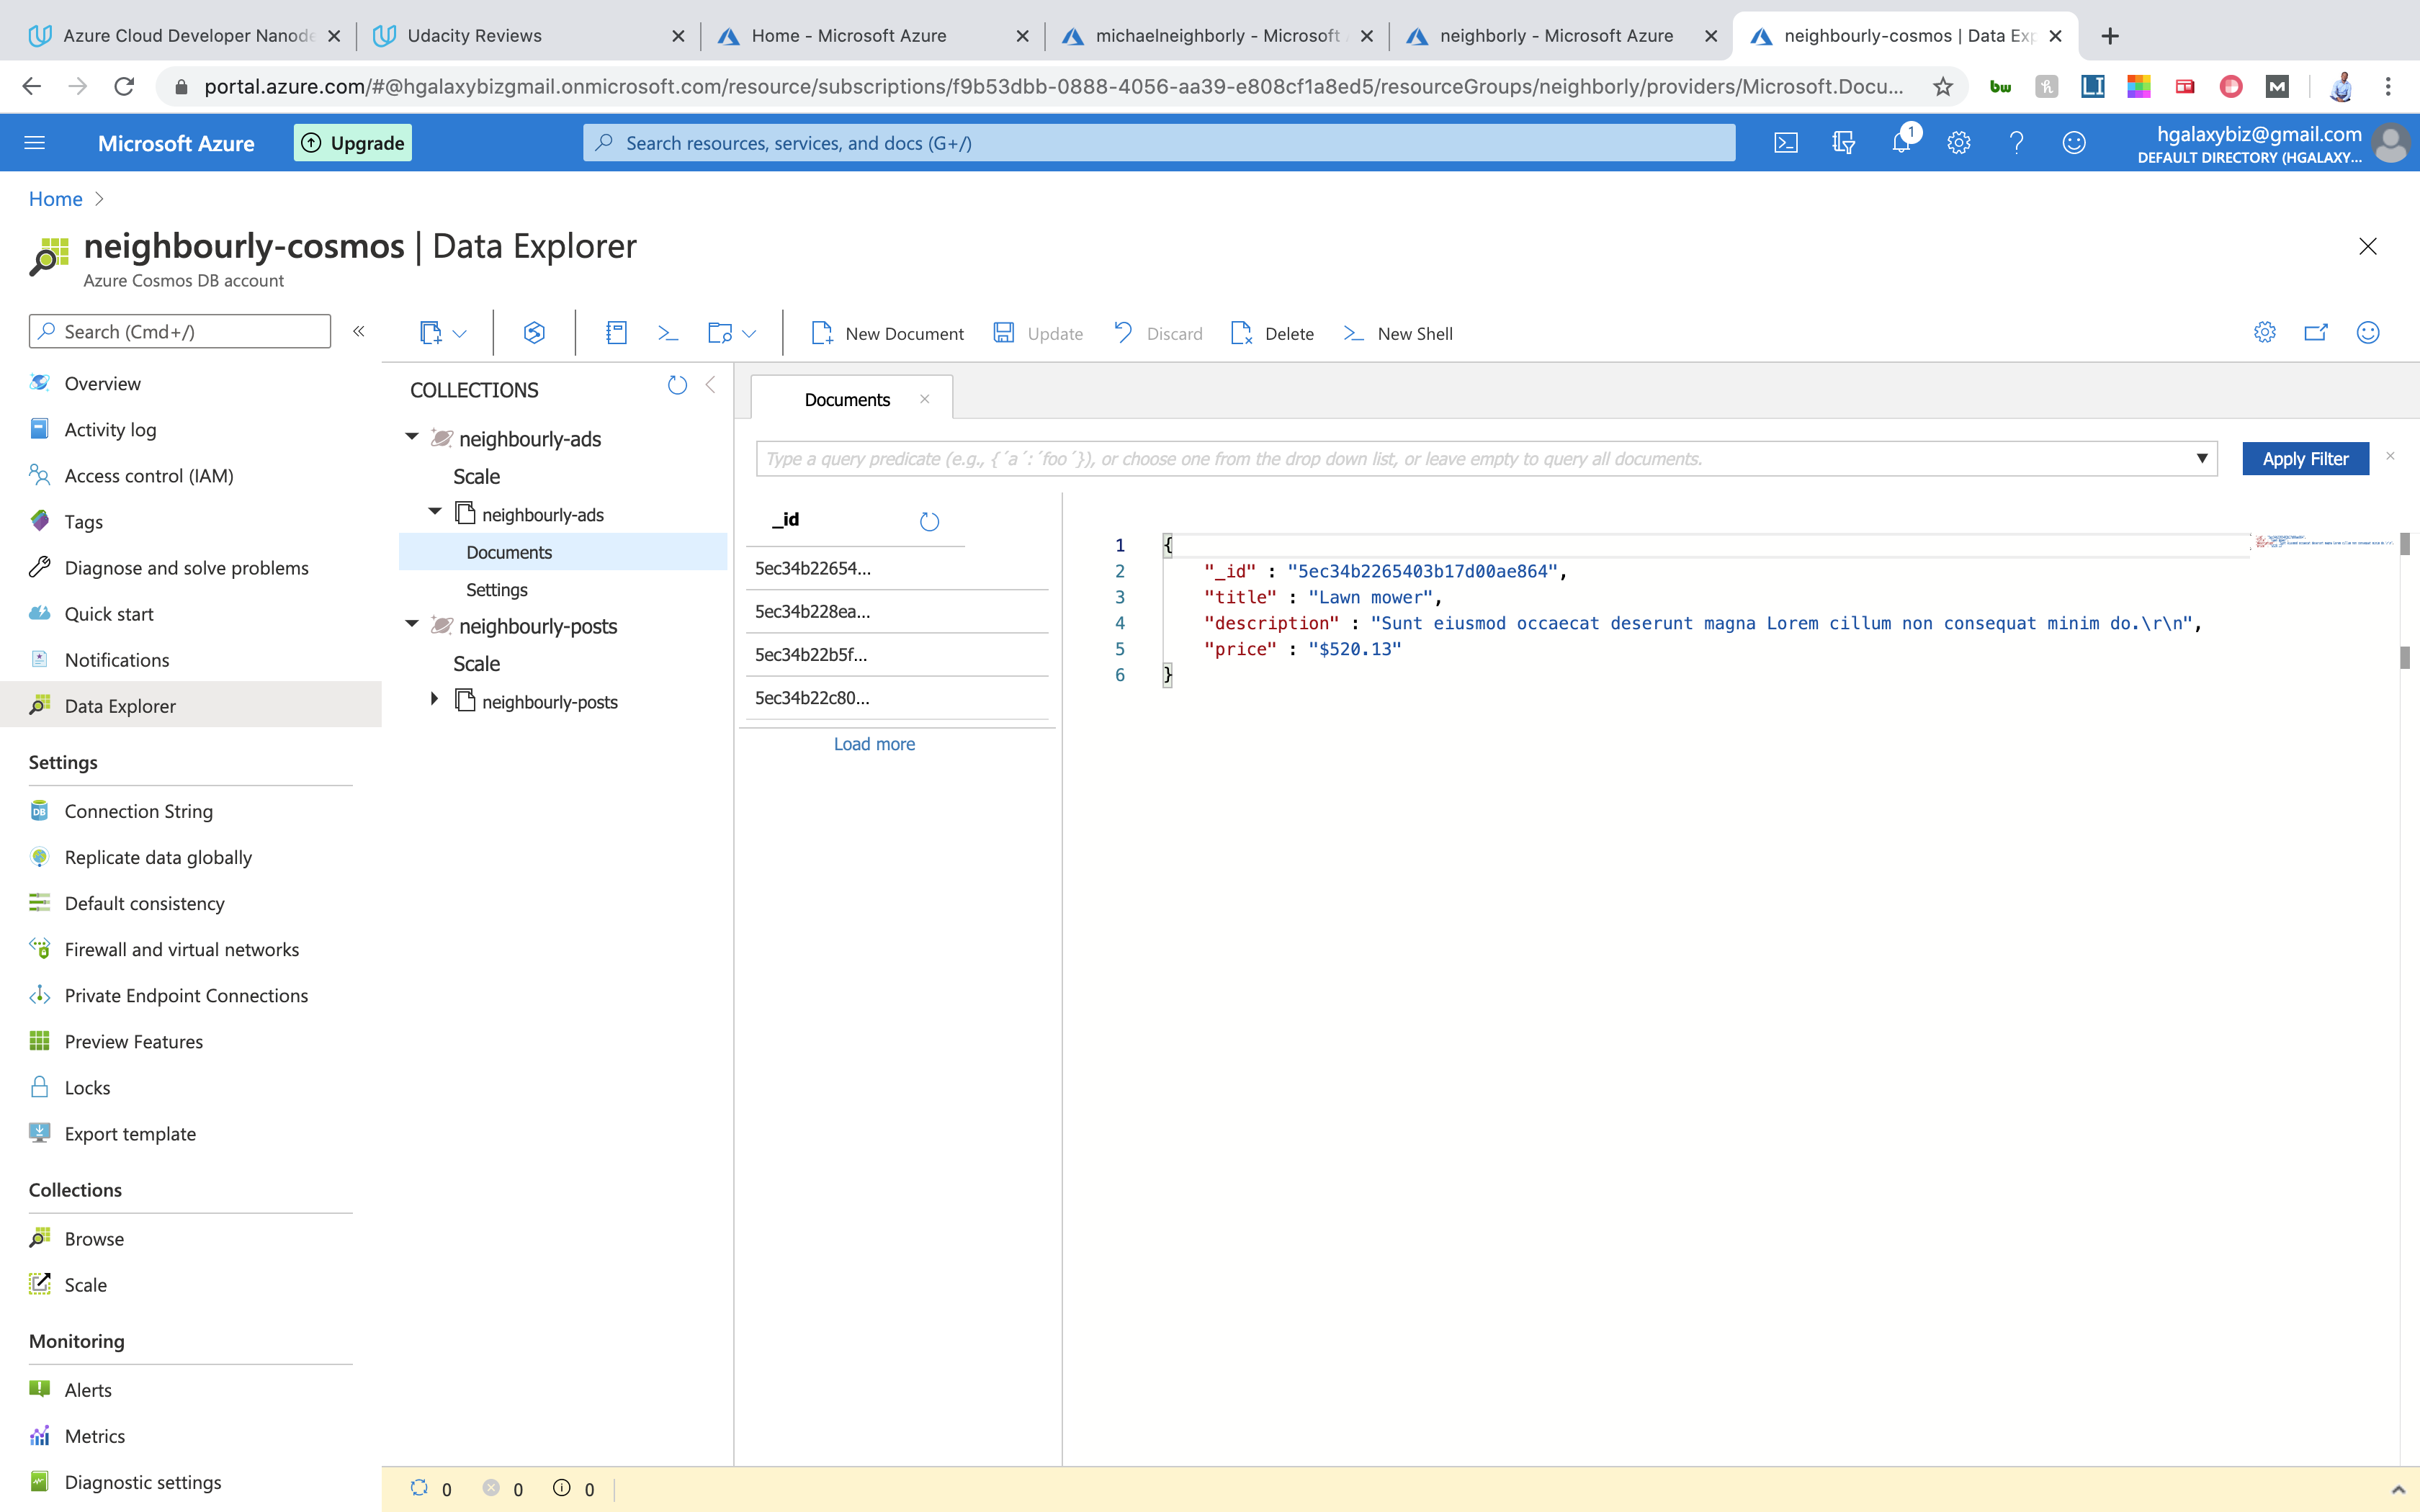 Azure Cloud Developer Nanode
Udacity Reviews
Home - Microsoft Azure
michaelneighborly - Microsoft
neighborly - Microsoft Azure
neighbourly-cosmos | Data Exp
portal.azure.com/#@hgalaxybizgmail.onmicrosoft.com/resource/subscriptions/f9b53dbb-0888-4056-aa39-e808cf1a8ed5/resourceGroups/neighborly/providers/Microsoft.Docu...
bw
LI
M
Microsoft Azure
Upgrade
Search resources, services, and docs (G+/)
1
hgalaxybiz@gmail.com
DEFAULT DIRECTORY (HGALAXY...
Home >
neighbourly-cosmos | Data Explorer
Azure Cosmos DB account
Search (Cmd+/)
«
New Document
Update
Discard
Delete
New Shell
Overview
Activity log
Access control (IAM)
Tags
Diagnose and solve problems
Quick start
Notifications
Data Explorer
Settings
Connection String
Replicate data globally
Default consistency
Firewall and virtual networks
Private Endpoint Connections
Preview Features
Locks
Export template
Collections
Browse
Scale
Monitoring
Alerts
Metrics
Diagnostic settings
COLLECTIONS
neighbourly-ads
Scale
neighbourly-ads
Documents
Settings
neighbourly-posts
Scale
neighbourly-posts
Documents
Type a query predicate (e.g., {´a´:´foo´}), or choose one from the drop down list, or leave empty to query all documents.
Apply Filter
_id
5ec34b22654...
5ec34b228ea...
5ec34b22b5f...
5ec34b22c80...
Load more
1 {
2 "_id" : "5ec34b2265403b17d00ae864",
3 "title" : "Lawn mower",
4 "description" : "Sunt eiusmod occaecat deserunt magna Lorem cillum non consequat minim do.\r\n",
5 "price" : "$520.13"
6 }
0 0 0